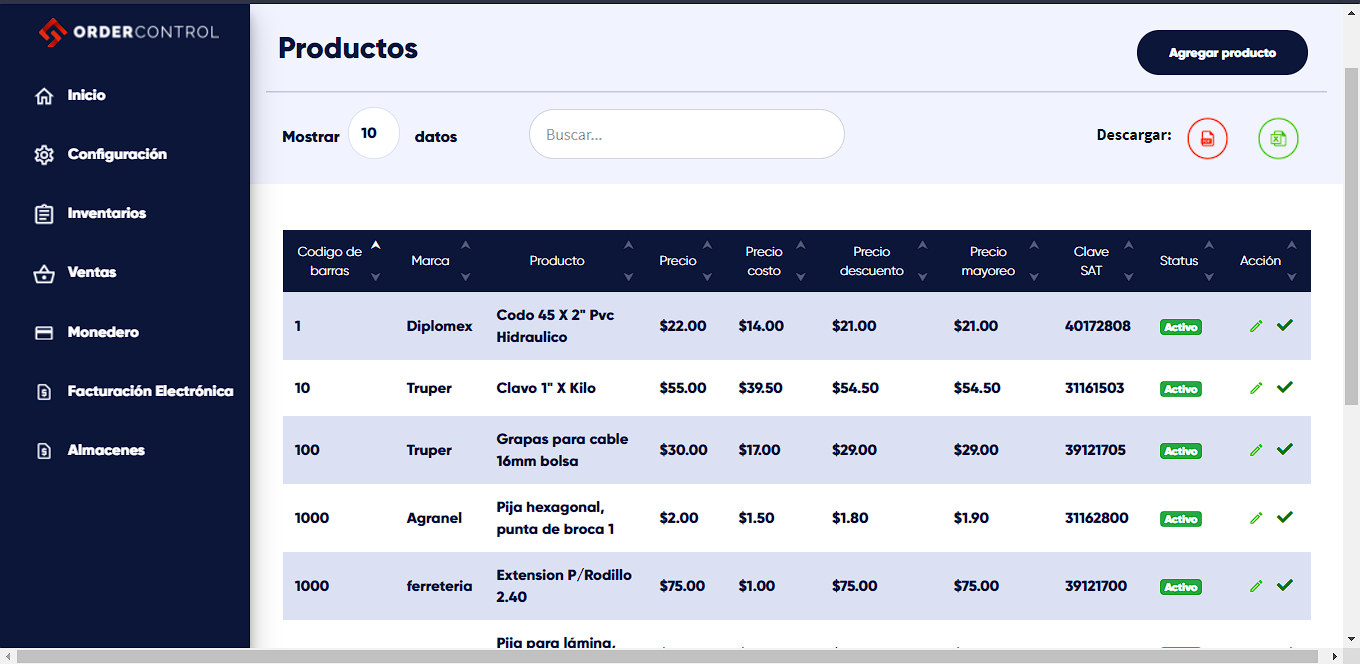 ORDERCONTROL
Inicio
Configuración
Inventarios
Ventas
Monedero
Facturación Electrónica
Almacenes
Productos
Agregar producto
Mostrar 10 datos
Buscar...
Descargar:
Codigo de barras Marca Producto Precio Precio costo Precio descuento Precio mayoreo Clave SAT Status Acción
1 Diplomex Codo 45 X 2" Pvc Hidraulico $22.00 $14.00 $21.00 $21.00 40172808 Activo
10 Truper Clavo 1" X Kilo $55.00 $39.50 $54.50 $54.50 31161503 Activo
100 Truper Grapas para cable 16mm bolsa $30.00 $17.00 $29.00 $29.00 39121705 Activo
1000 Agranel Pija hexagonal, punta de broca 1 $2.00 $1.50 $1.80 $1.90 31162800 Activo
1000 ferreteria Extension P/Rodillo 2.40 $75.00 $1.00 $75.00 $75.00 39121700 Activo
Pija para lámina,